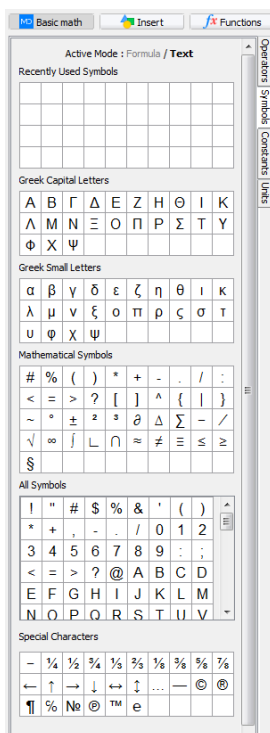 MD Basic math Insert fx Functions
Active Mode : Formula / Text
Recently Used Symbols
Greek Capital Letters
Α Β Γ Δ Ε Ζ Η Θ Ι Κ
Λ Μ Ν Ξ Ο Π Ρ Σ Τ Υ
Φ Χ Ψ
Greek Small Letters
α β γ δ ε ζ η θ ι κ
λ μ ν ξ ο π ρ ς σ τ
υ φ χ ψ
Mathematical Symbols
# % ( ) * + - . / :
< = > ? [ ] ^ { | }
~ ° ± ² ³ ∂ ∆ ∑ − ∕
√ ∞ ∫ ∟ ∩ ≈ ≠ ≡ ≤ ≥
§
All Symbols
! " # $ % & ' ( )
* + , - . / 0 1 2
3 4 5 6 7 8 9 : ;
< = > ? @ A B C D
E F G H I J K L M
N O P Q R S T U V
Special Characters
– ¼ ½ ¾ ⅓ ⅔ ⅛ ⅜ ⅝ ⅞
← ↑ → ↓ ↔ ↕ … — © ®
¶ ℅ № ℗ ™ ℮
Operators
Symbols
Constants
Units